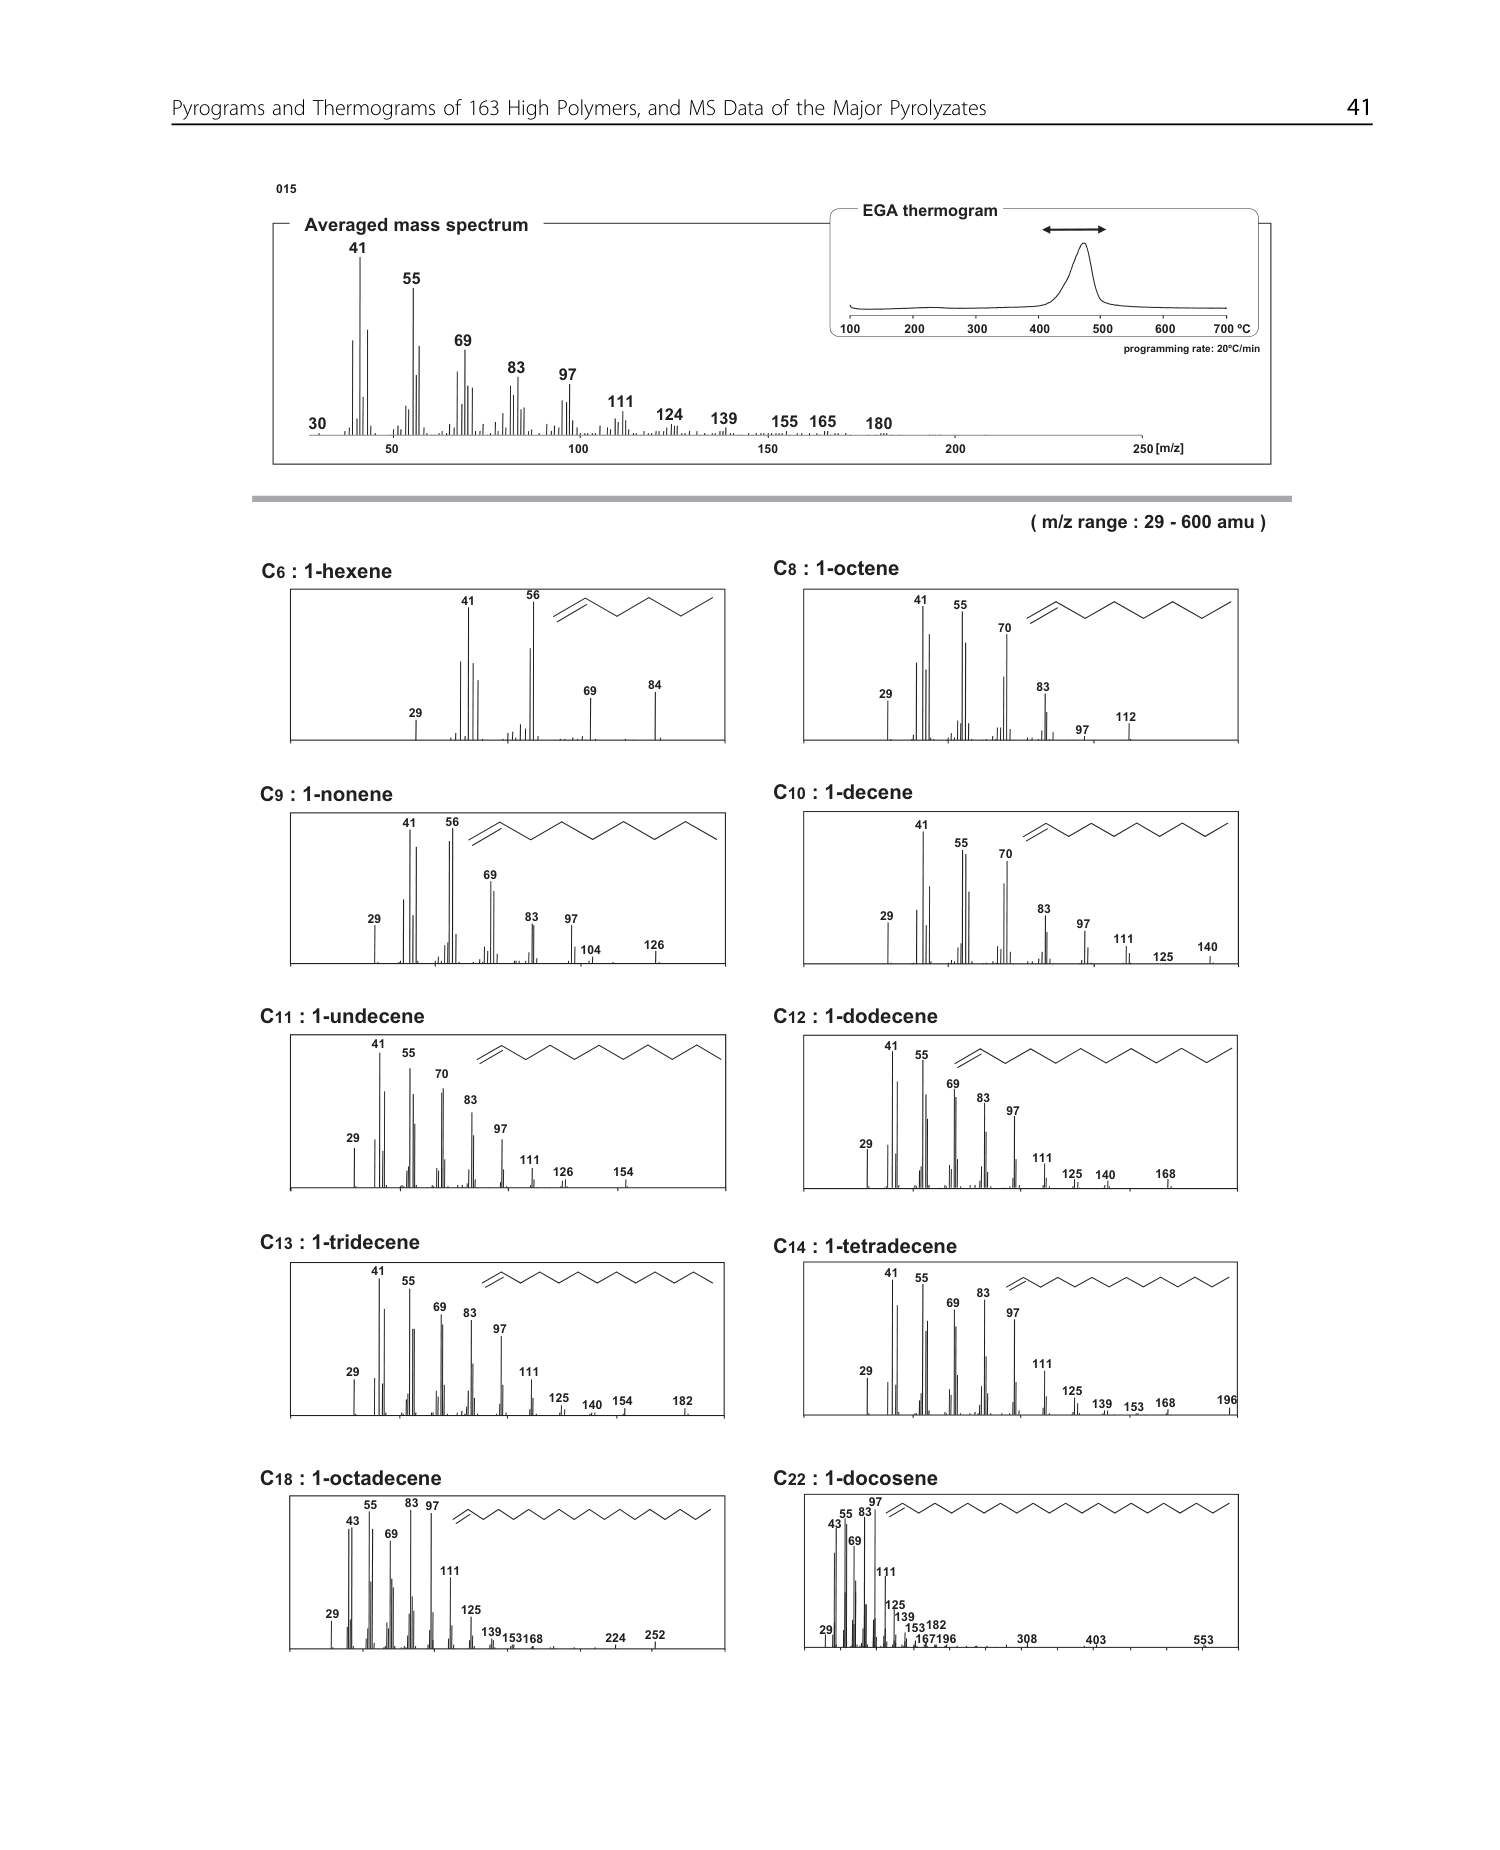 Pyrograms and Thermograms of 163 High Polymers, and MS Data of the Major Pyrolyzates 41
015
Averaged mass spectrum
EGA thermogram
41
55
69
83
97
111
124
139
155
165
180
30
50 100 150 200 250 [m/z]
100 200 300 400 500 600 700 ºC
programming rate: 20ºC/min
( m/z range : 29 - 600 amu )
C6 : 1-hexene
29 41 56 69 84
C8 : 1-octene
29 41 55 70 83 97 112
C9 : 1-nonene
29 41 56 69 83 97 104 126
C10 : 1-decene
29 41 55 70 83 97 111 125 140
C11 : 1-undecene
29 41 55 70 83 97 111 126 154
C12 : 1-dodecene
29 41 55 69 83 97 111 125 140 168
C13 : 1-tridecene
29 41 55 69 83 97 111 125 140 154 182
C14 : 1-tetradecene
29 41 55 69 83 97 111 125 139 153 168 196
C18 : 1-octadecene
29 43 55 69 83 97 111 125 139 153 168 224 252
C22 : 1-docosene
29 43 55 69 83 97 111 125 139 153 167 182 196 308 403 553